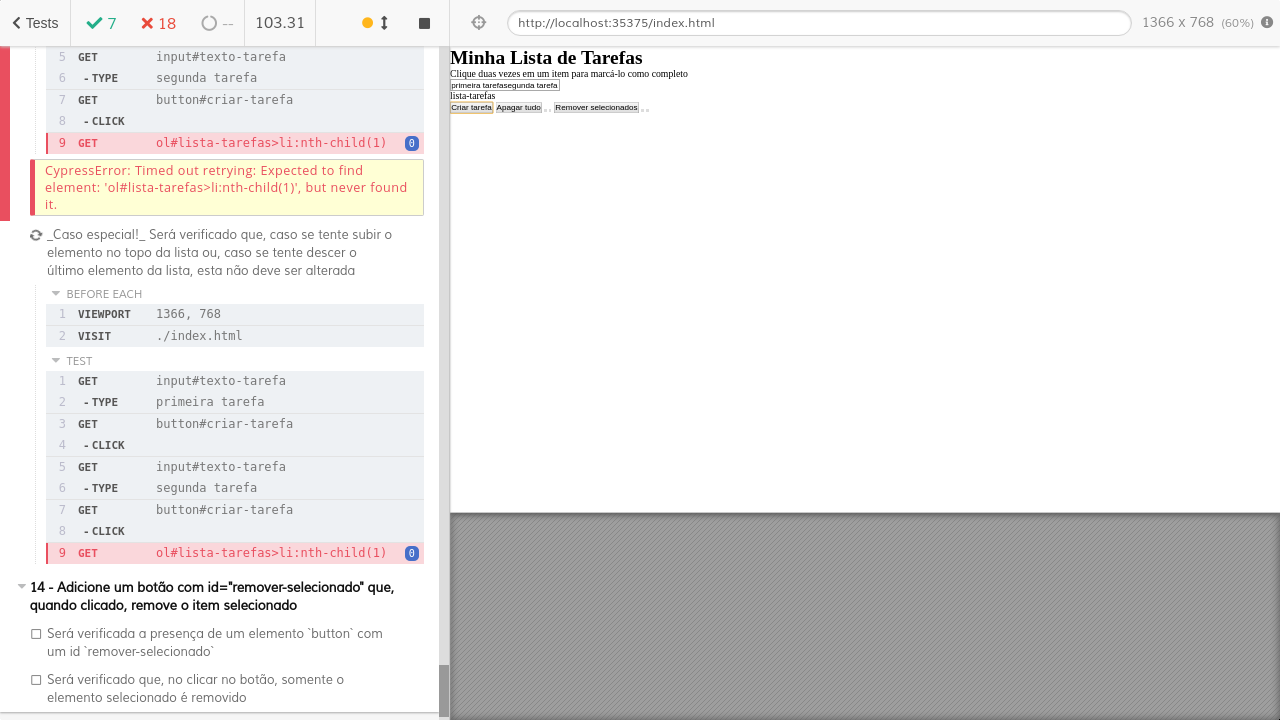 Tests
7
18
--
103.31
http://localhost:35375/index.html
1366 x 768 (60%)
5 GET input#texto-tarefa
6 - TYPE segunda tarefa
7 GET button#criar-tarefa
8 - CLICK
9 GET ol#lista-tarefas>li:nth-child(1) 0
CypressError: Timed out retrying: Expected to find
element: 'ol#lista-tarefas>li:nth-child(1)', but never found
it.
_Caso especial!_ Será verificado que, caso se tente subir o
elemento no topo da lista ou, caso se tente descer o
último elemento da lista, esta não deve ser alterada
BEFORE EACH
1 VIEWPORT 1366, 768
2 VISIT ./index.html
TEST
1 GET input#texto-tarefa
2 - TYPE primeira tarefa
3 GET button#criar-tarefa
4 - CLICK
5 GET input#texto-tarefa
6 - TYPE segunda tarefa
7 GET button#criar-tarefa
8 - CLICK
9 GET ol#lista-tarefas>li:nth-child(1) 0
14 - Adicione um botão com id="remover-selecionado" que,
quando clicado, remove o item selecionado
Será verificada a presença de um elemento `button` com
um id `remover-selecionado`
Será verificado que, no clicar no botão, somente o
elemento selecionado é removido
Minha Lista de Tarefas
Clique duas vezes em um item para marcá-lo como completo
primeira tarefasegunda tarefa
lista-tarefas
Criar tarefa Apagar tudo Remover selecionados